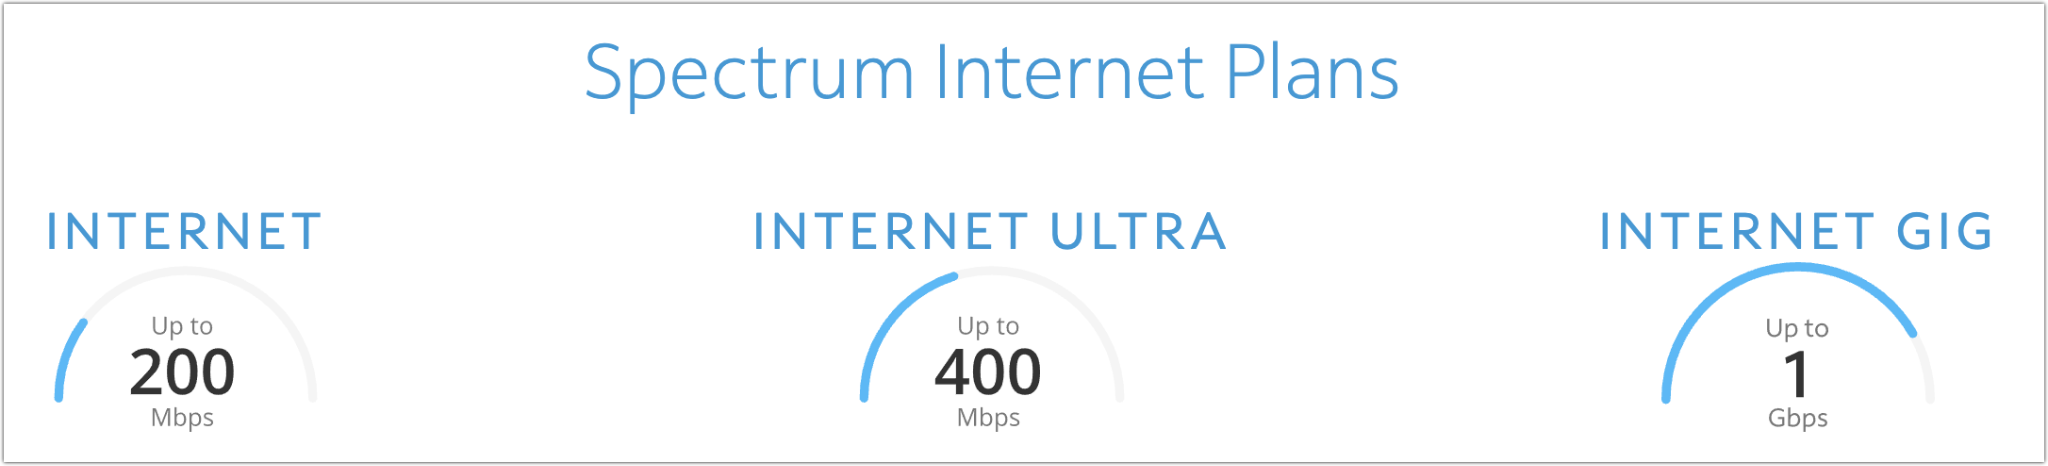 Spectrum Internet Plans
INTERNET
Up to
200
Mbps
INTERNET ULTRA
Up to
400
Mbps
INTERNET GIG
Up to
1
Gbps